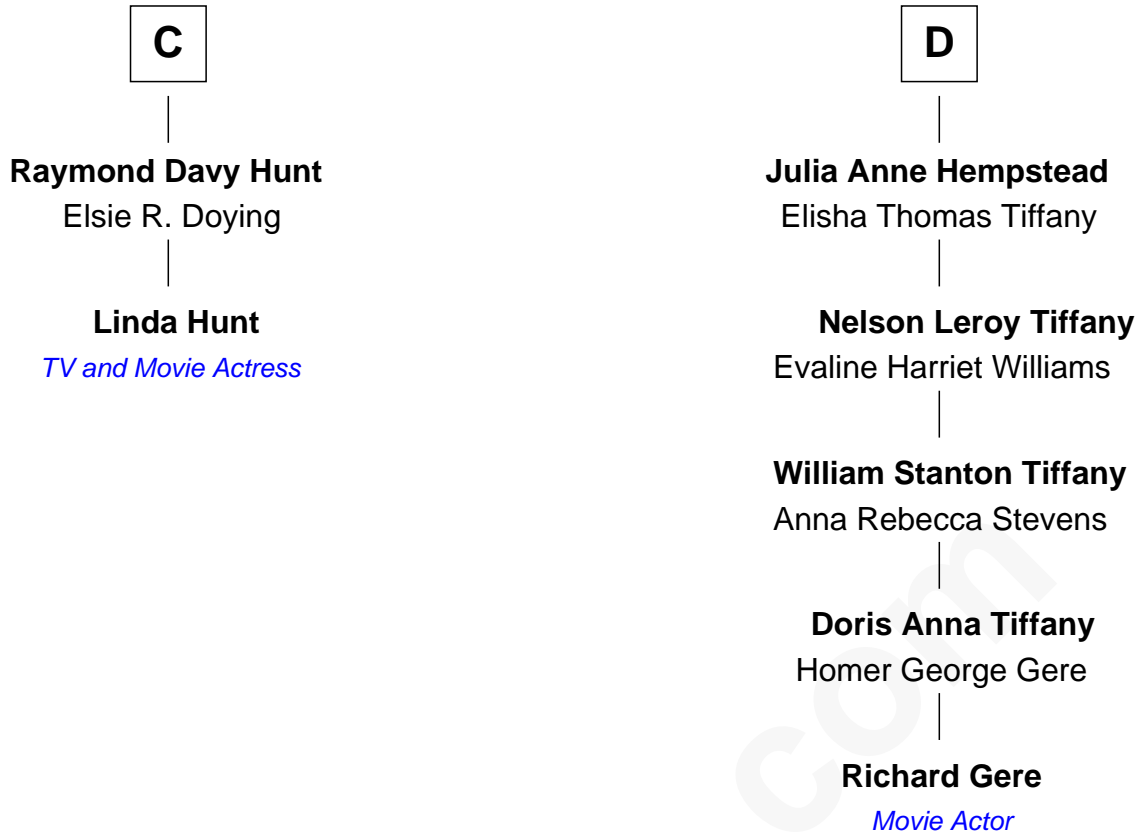 C
Raymond Davy Hunt
Elsie R. Doying
Linda Hunt
TV and Movie Actress
D
Julia Anne Hempstead
Elisha Thomas Tiffany
Nelson Leroy Tiffany
Evaline Harriet Williams
William Stanton Tiffany
Anna Rebecca Stevens
Doris Anna Tiffany
Homer George Gere
Richard Gere
Movie Actor
com